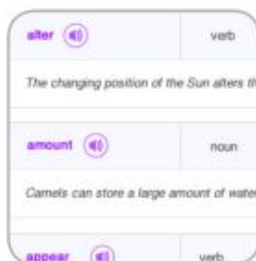 alter verb
The changing position of the Sun alters th
amount noun
Camels can store a large amount of water
appear verb